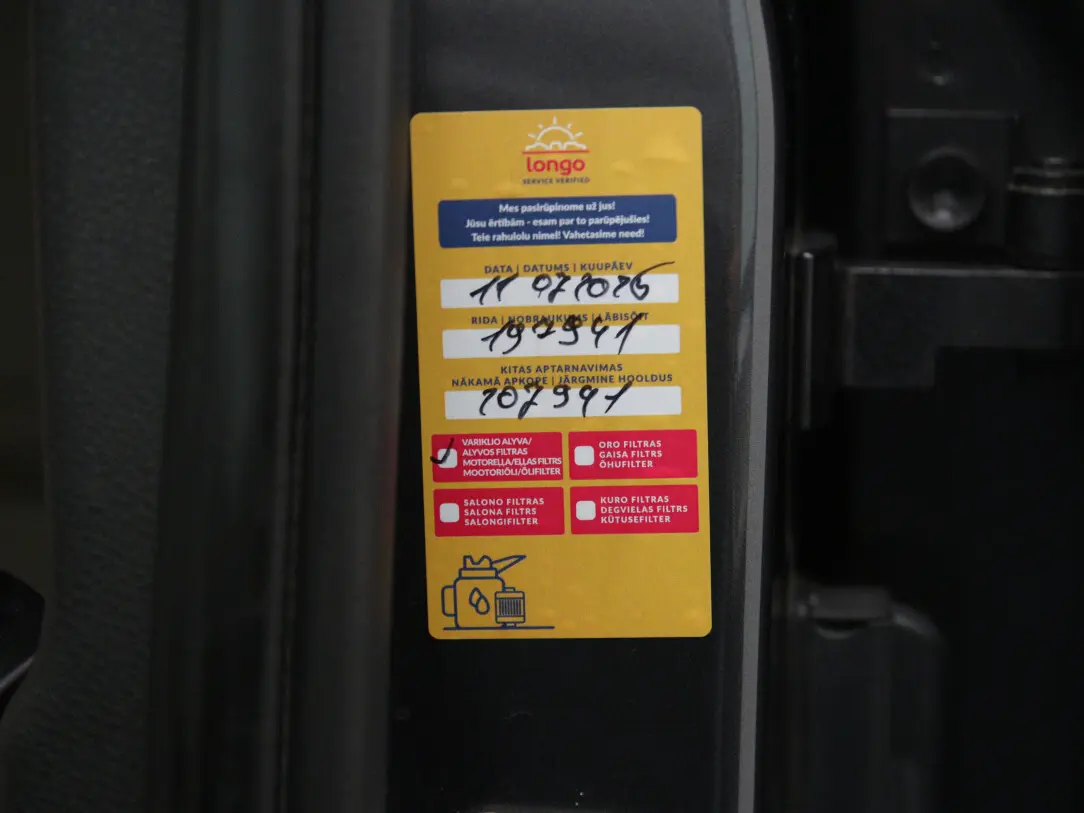 longo
SERVICE VERIFIED
Mes pasirūpinome už jus!
Jūsu ērtībām - esam par to parūpējušies!
Teie rahulolu nimel! Vahetasime need!
DATA | DATUMS | KUUPÄEV
11 07 2026
RIDA | NOBRAUKUMS | LÄBISÕIT
197941
KITAS APTARNAVIMAS
NĀKAMĀ APKOPE | JÄRGMINE HOOLDUS
207941
VARIKLIO ALYVA/
ALYVOS FILTRAS
MOTOREĻĻA/EĻĻAS FILTRS
MOOTORIÕLI/ÕLIFILTER
ORO FILTRAS
GAISA FILTRS
ÕHUFILTER
SALONO FILTRAS
SALONA FILTRS
SALONGIFILTER
KURO FILTRAS
DEGVIELAS FILTRS
KÜTUSEFILTER